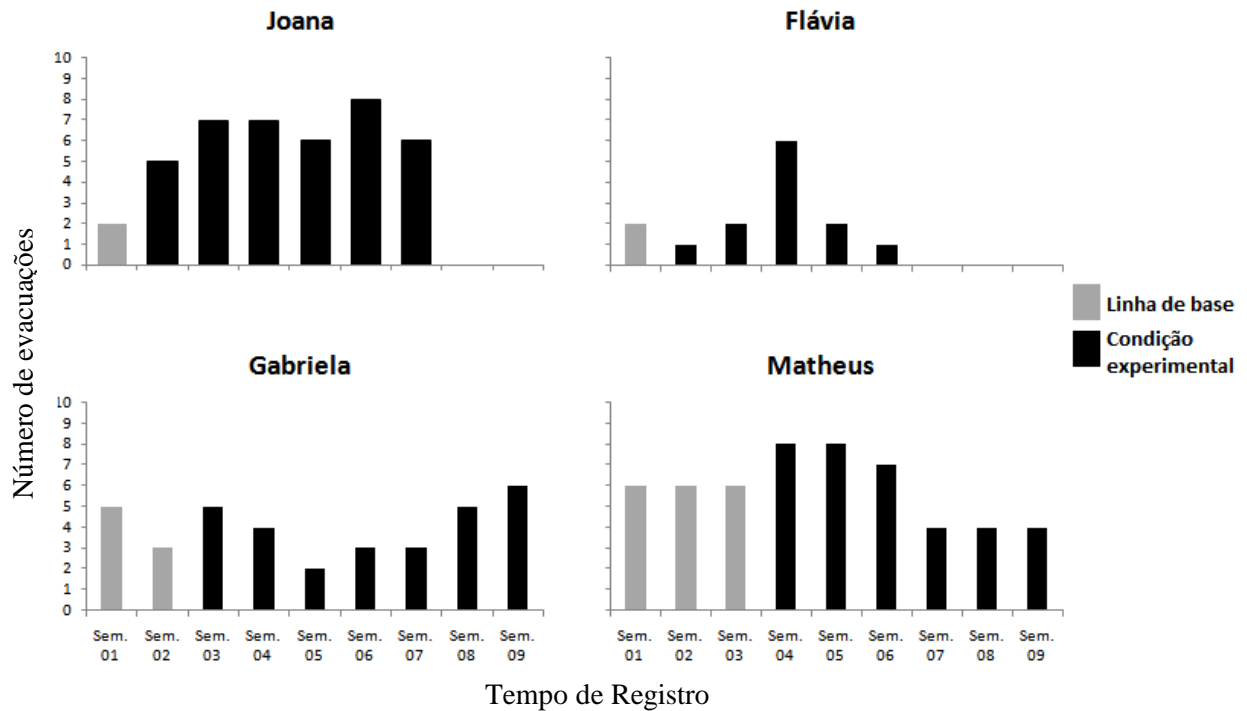 Joana
Flávia
10
9
8
7
6
5
4
3
2
1
0
Número de evacuações
Linha de base
Condição
experimental
Gabriela
Matheus
10
9
8
7
6
5
4
3
2
1
0
Sem. Sem. Sem. Sem. Sem. Sem. Sem. Sem. Sem.
01 02 03 04 05 06 07 08 09
Sem. Sem. Sem. Sem. Sem. Sem. Sem. Sem. Sem.
01 02 03 04 05 06 07 08 09
Tempo de Registro